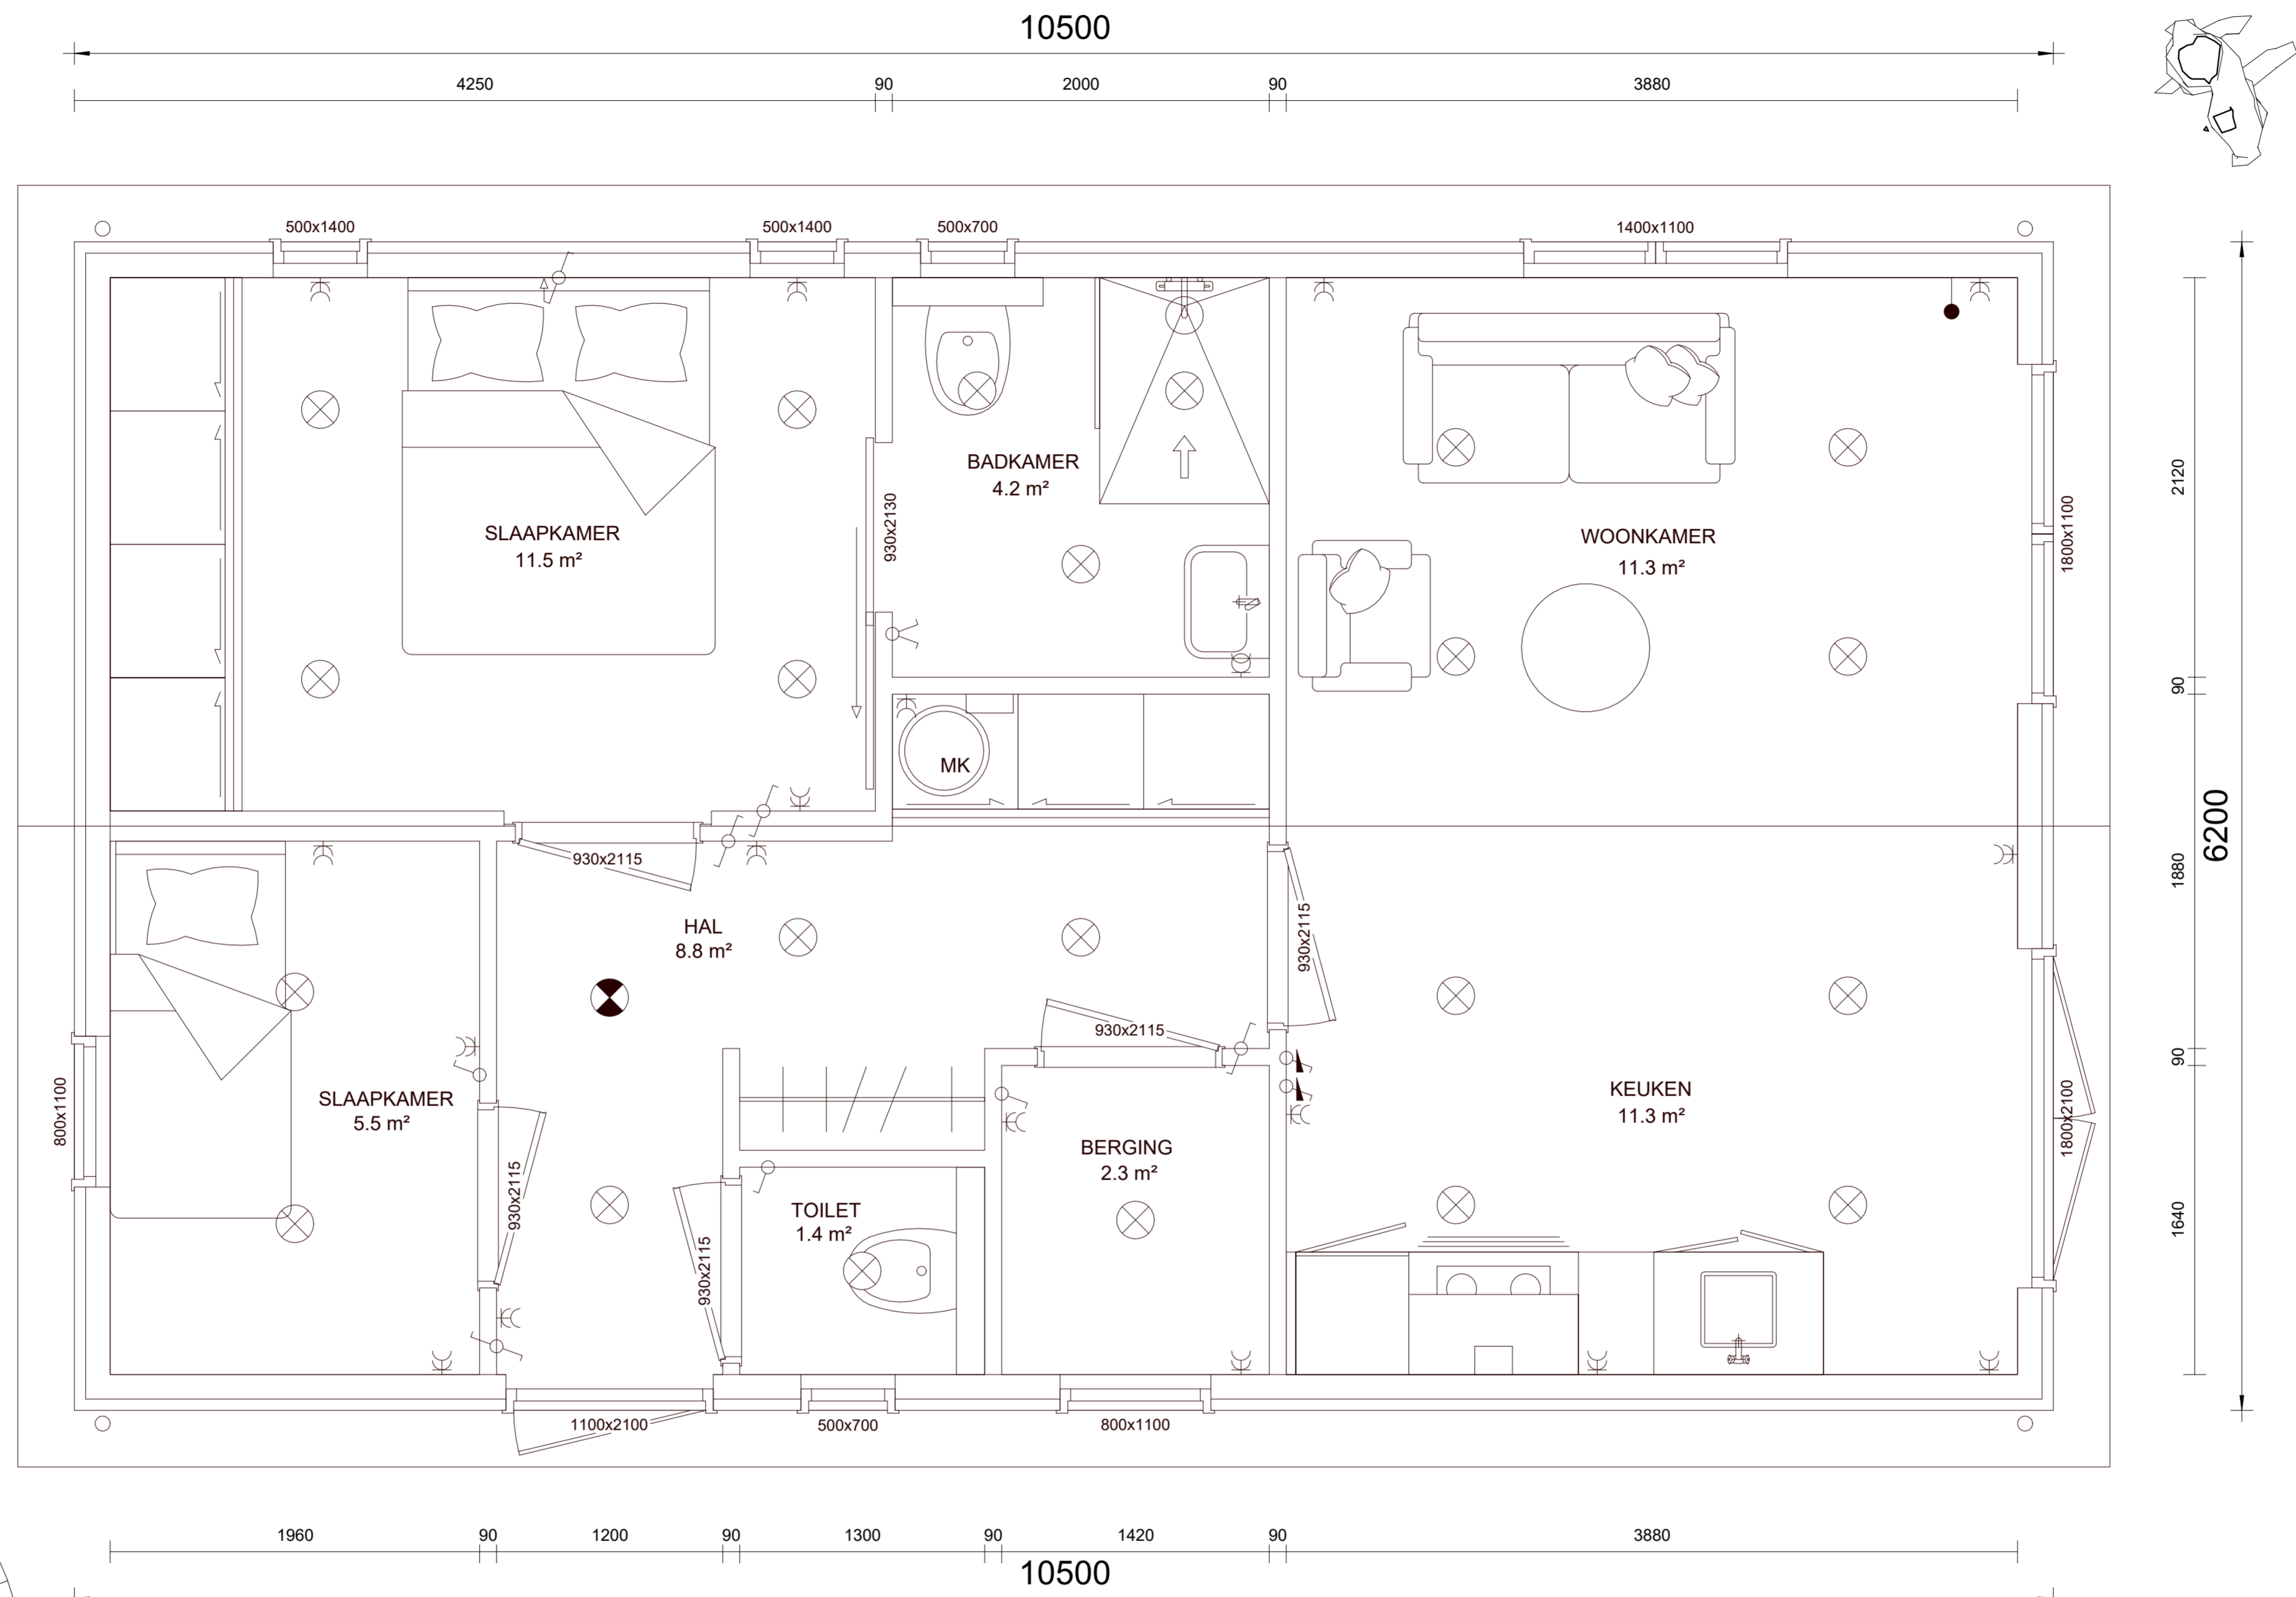 10500
4250 90 2000 90 3880
500x1400 500x1400 500x700 1400x1100
BADKAMER
4.2 m²
2120
930x2130
1800x1100
SLAAPKAMER
11.5 m²
WOONKAMER
11.3 m²
90
MK
6200
930x2115
1880
HAL
8.8 m²
930x2115
930x2115
90
SLAAPKAMER
5.5 m²
800x1100
KEUKEN
11.3 m²
1800x2100
BERGING
2.3 m²
930x2115
TOILET
1.4 m²
1640
930x2115
1100x2100 500x700 800x1100
1960 90 1200 90 1300 90 1420 90 3880
10500